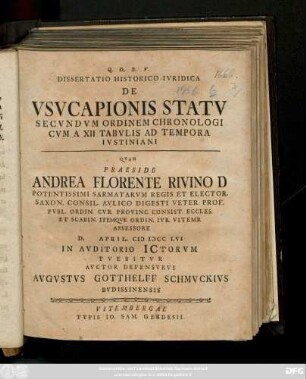 Q. D. B. V
DISSERTATIO HISTORICO-IVRIDICA
DE
VSVCAPIONIS STATV
SECVNDVM ORDINEM CHRONOLOGI
CVM A XII TABVLIS AD TEMPORA
IVSTINIANI
QVAM
PRAESIDE
ANDREA FLORENTE RIVINO D
POTENTISSIMI SARMATARVM REGIS ET ELECTOR.
SAXON. CONSIL. AVLICO DIGESTI VETER. PROF.
PVBL. ORDIN. CVR. PROVINC. CONSIST. ECCLES.
ET SCABIN. ITEMQVE ORDIN. IVR. VITEMB.
ASSESSORE
D. APRIL. CIƆ IƆCC LVI
IN AVDITORIO ICTORVM
TVEBITVR
AVCTOR DEFENSVRVS
AVGVSTVS GOTTHELFF SCHMVCKIVS
BVDISSINENSIS
VITEMBERGAE
TYPIS IO. SAM. GERDESII